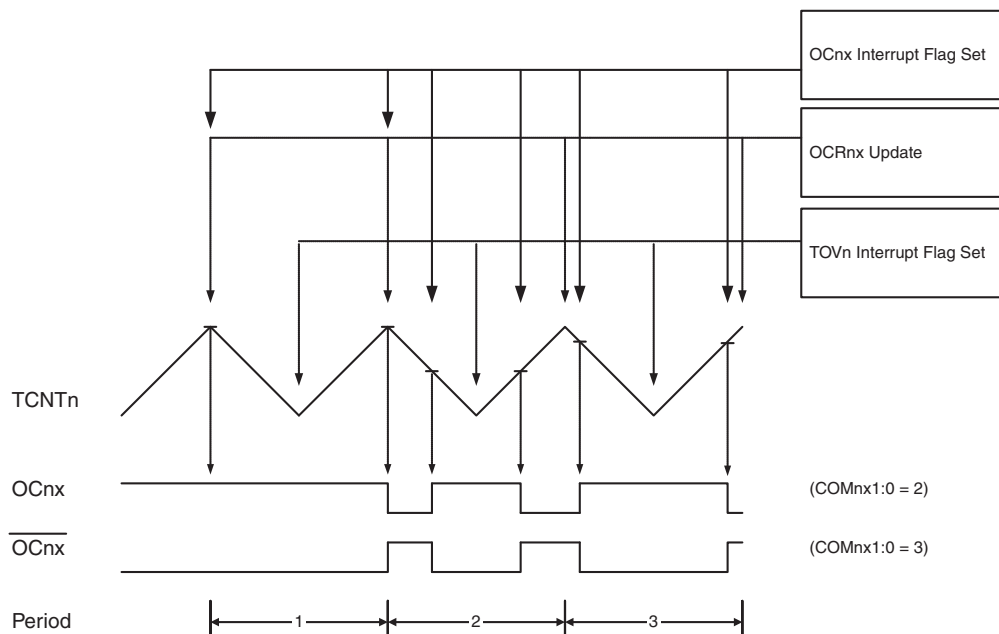 OCnx Interrupt Flag Set
OCRnx Update
TOVn Interrupt Flag Set
TCNTn
OCnx
(COMnx1:0 = 2)
OCnx
(COMnx1:0 = 3)
Period
1
2
3